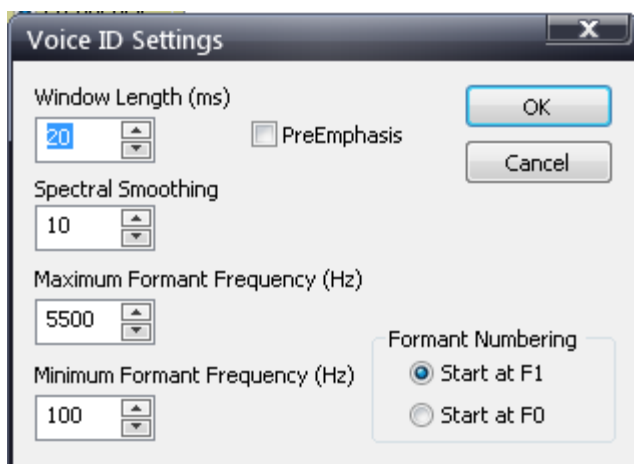 Voice ID Settings
X
Window Length (ms)
20
PreEmphasis
OK
Cancel
Spectral Smoothing
10
Maximum Formant Frequency (Hz)
5500
Minimum Formant Frequency (Hz)
100
Formant Numbering
Start at F1
Start at F0